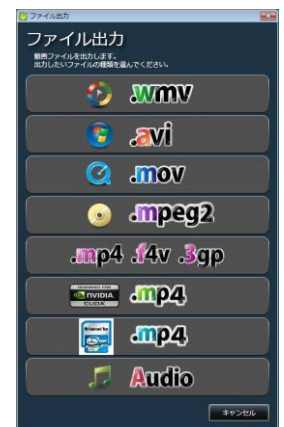 ファイル出力
ファイル出力
動画ファイルを出力します。
出力したいファイルの種類を選んでください。
.wmv
.avi
.mov
.mpeg2
.mp4 .f4v .3gp
NVIDIA
CUDA
.mp4
.mp4
Audio
キャンセル